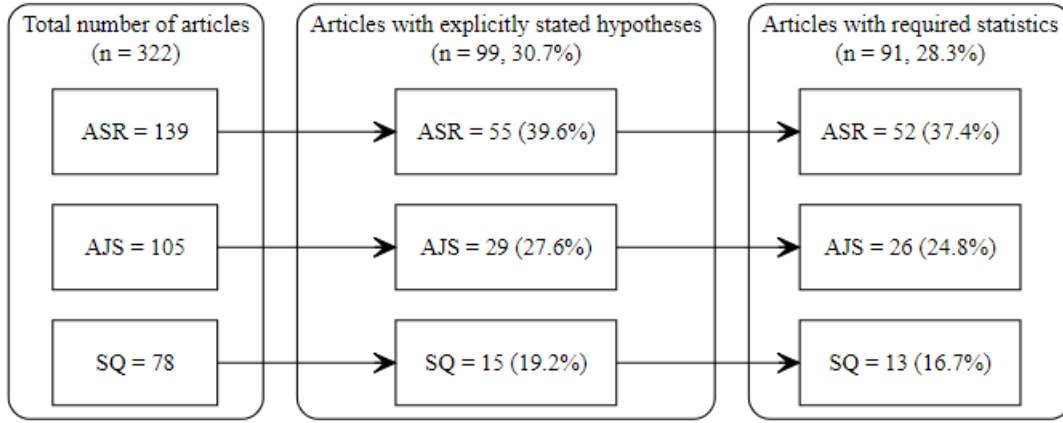 Total number of articles
(n = 322)
Articles with explicitly stated hypotheses
(n = 99, 30.7%)
Articles with required statistics
(n = 91, 28.3%)
ASR = 139
ASR = 55 (39.6%)
ASR = 52 (37.4%)
AJS = 105
AJS = 29 (27.6%)
AJS = 26 (24.8%)
SQ = 78
SQ = 15 (19.2%)
SQ = 13 (16.7%)